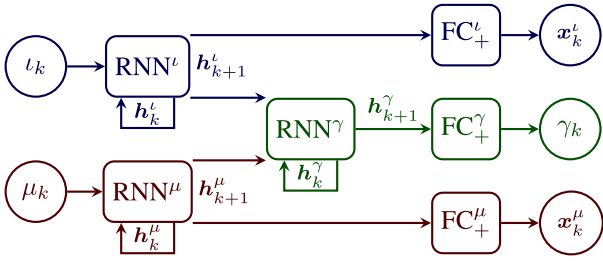 ι_k RNN^ι h^ι_{k+1} h^ι_k FC^ι_+ x^ι_k
RNN^γ h^γ_{k+1} h^γ_k FC^γ_+ γ_k
μ_k RNN^μ h^μ_{k+1} h^μ_k FC^μ_+ x^μ_k